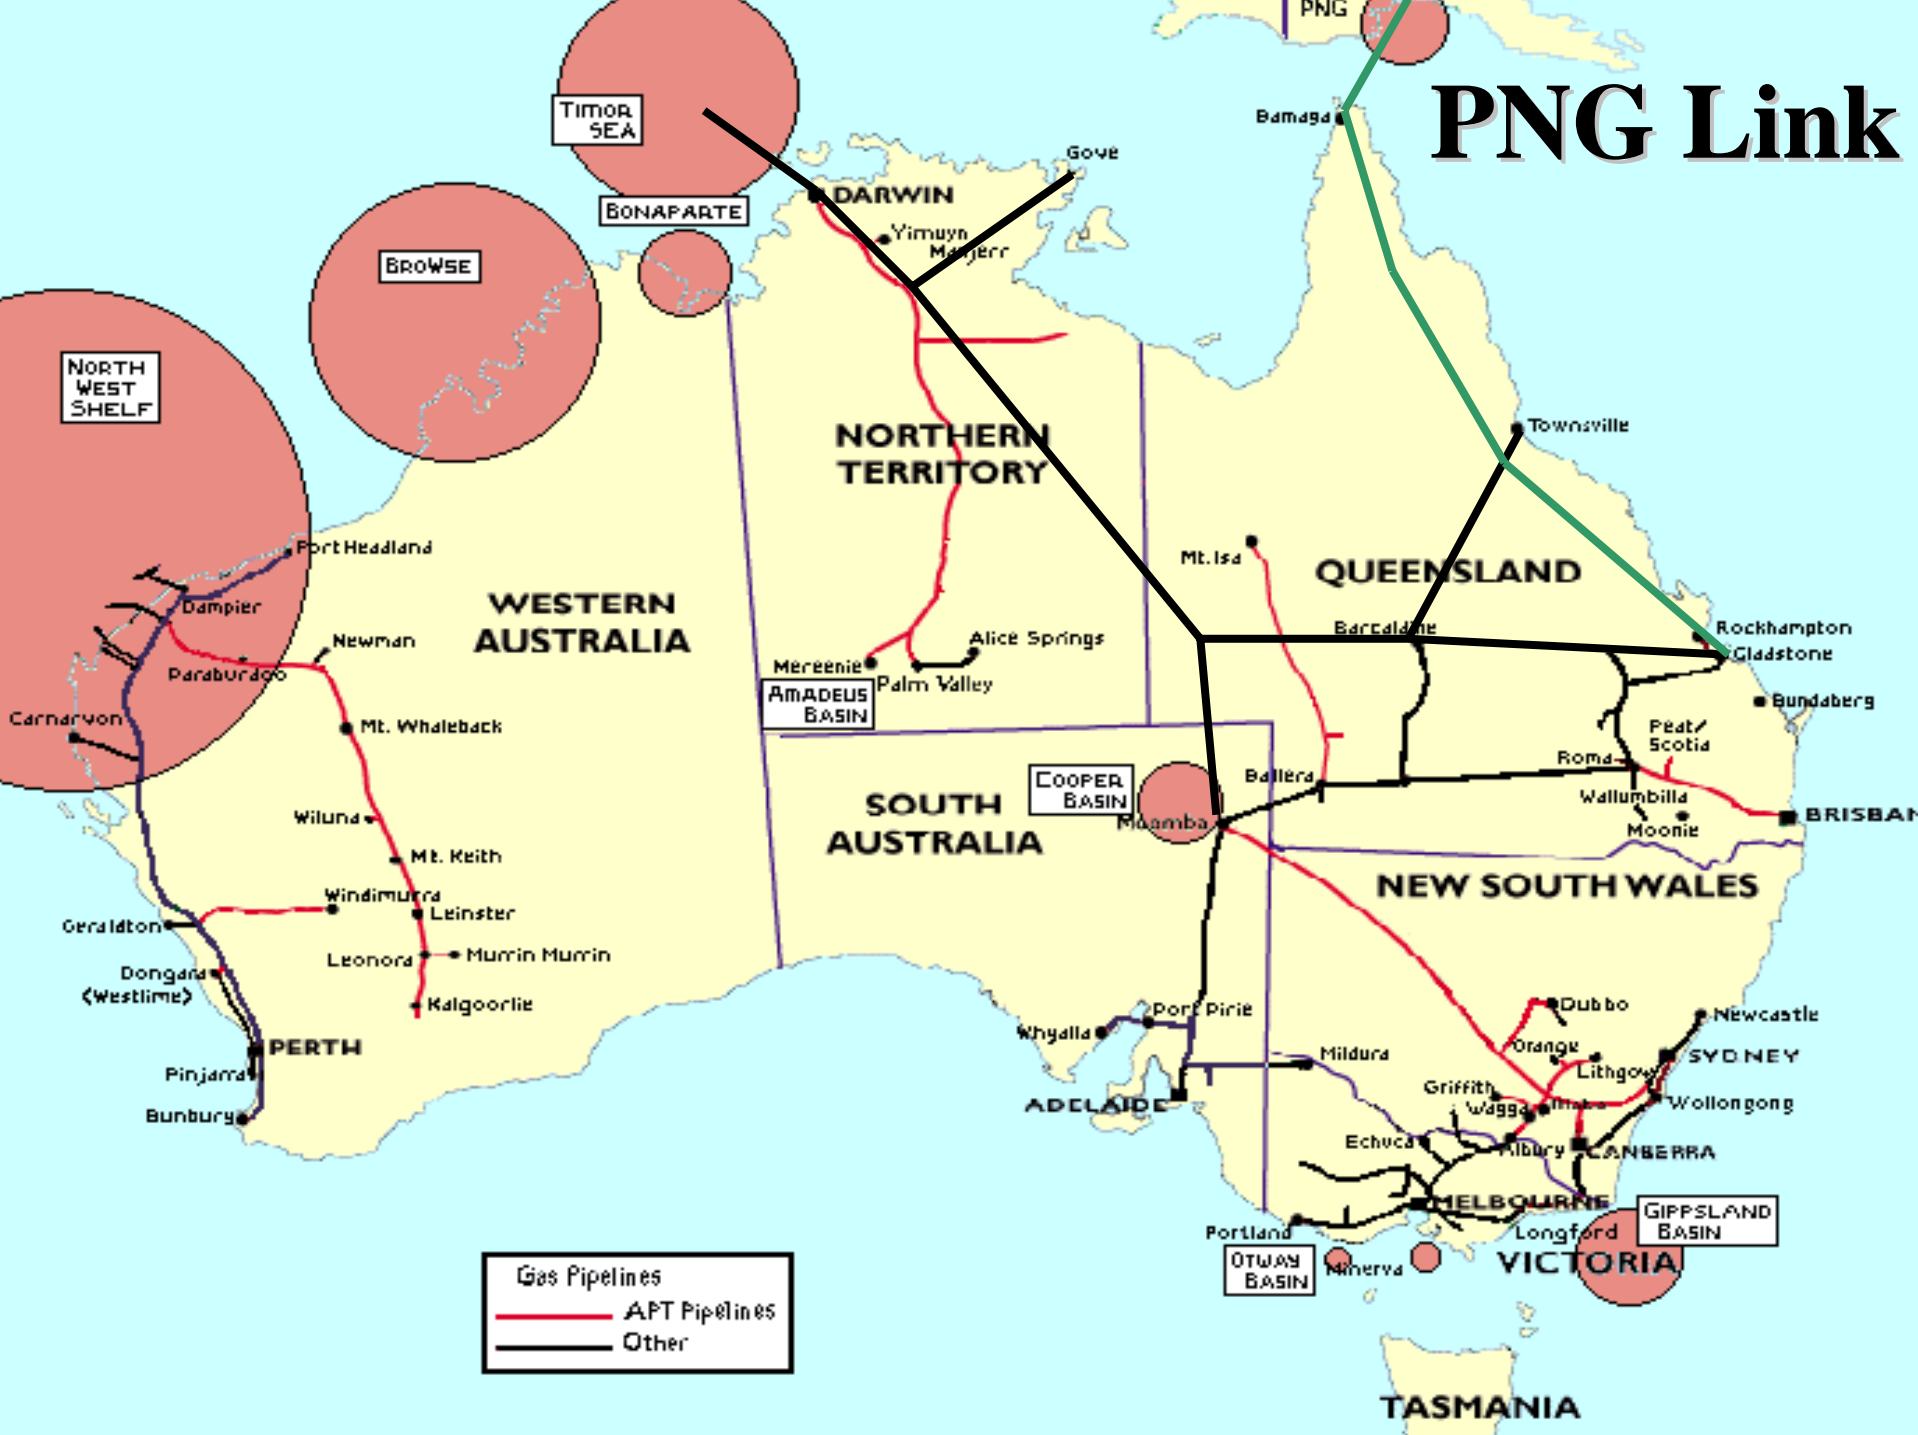 PNG
PNG Link
TIMOR
SEA
Bamaga
Gove
DARWIN
BONAPARTE
Yimuyn
Manjerr
BROWSE
NORTH
WEST
SHELF
NORTHERN
TERRITORY
Townsville
Port Headland
Mt. Isa
QUEENSLAND
WESTERN
AUSTRALIA
Dampier
Newman
Alice Springs
Barcaldine
Rockhampton
Gladstone
Mereenie
Palm Valley
Paraburdoo
AMADEUS
BASIN
Bundaberg
Carnarvon
Mt. Whaleback
Peat/
Scotia
Roma
COOPER
BASIN
Ballera
Wallumbilla
SOUTH
AUSTRALIA
Moomba
Moonie
BRISBAN
Wiluna
Mt. Keith
NEW SOUTH WALES
Windimurra
Leinster
Geraldton
Leonora
Murrin Murrin
Dongara
(Westlime)
Kalgoorlie
Dubbo
Port Pirie
Whyalla
Newcastle
PERTH
Orange
Mildura
SYDNEY
Lithgow
Pinjarra
Griffith
ADELAIDE
Wagga
Wollongong
Bunbury
Echuca
Albury
CANBERRA
MELBOURNE
GIPPSLAND
BASIN
Portland
Longford
OTWAY
BASIN
Minerva
VICTORIA
Gas Pipelines
APT Pipelines
Other
TASMANIA